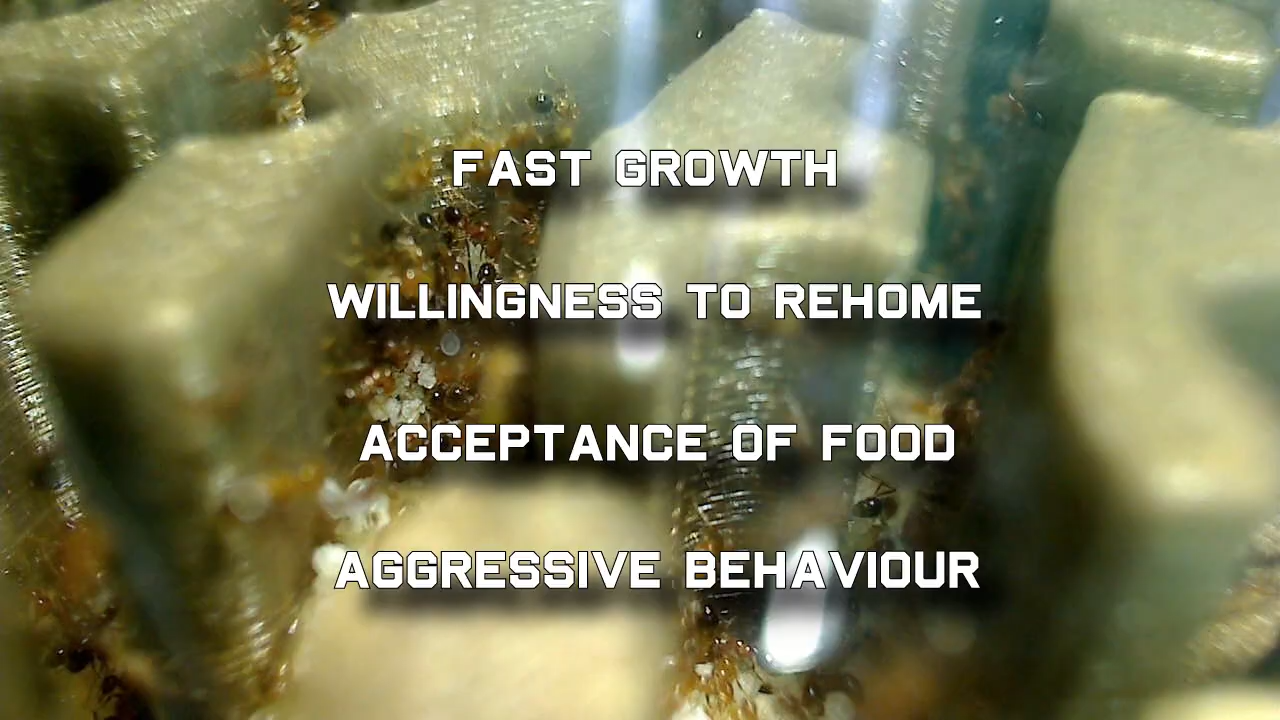 FAST GROWTH
WILLINGNESS TO REHOME
ACCEPTANCE OF FOOD
AGGRESSIVE BEHAVIOUR